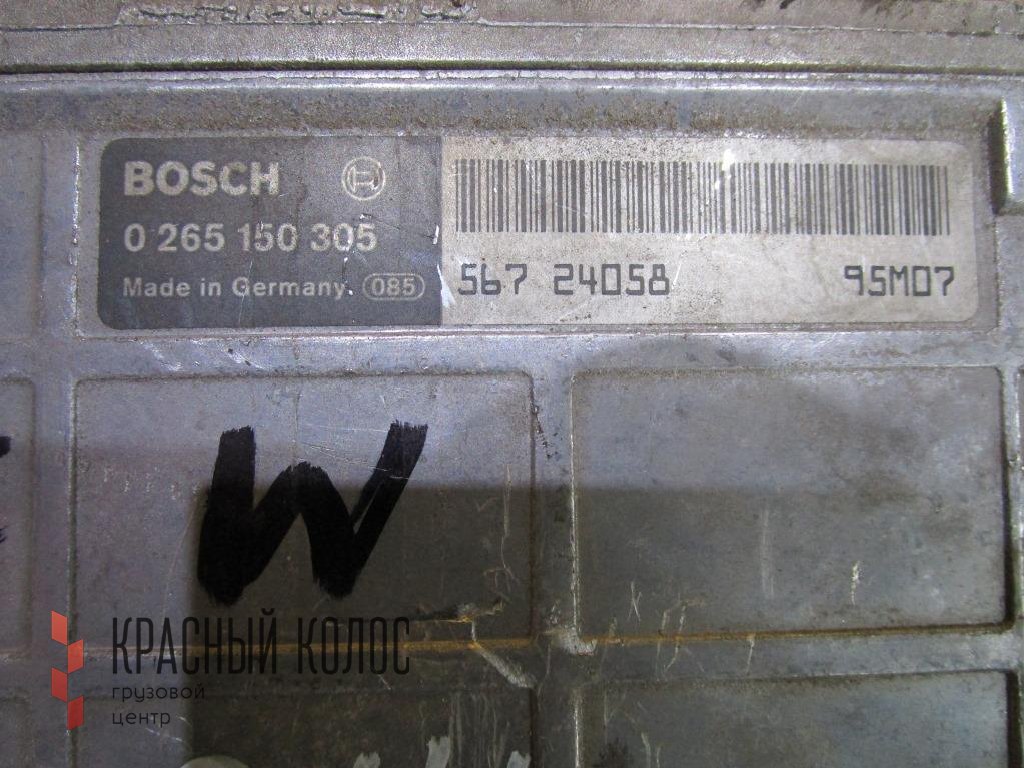 BOSCH
0 265 150 305
Made in Germany. 085
567 24058 95M07
W
КРАСНЫЙ КОЛОС
грузовой
центр